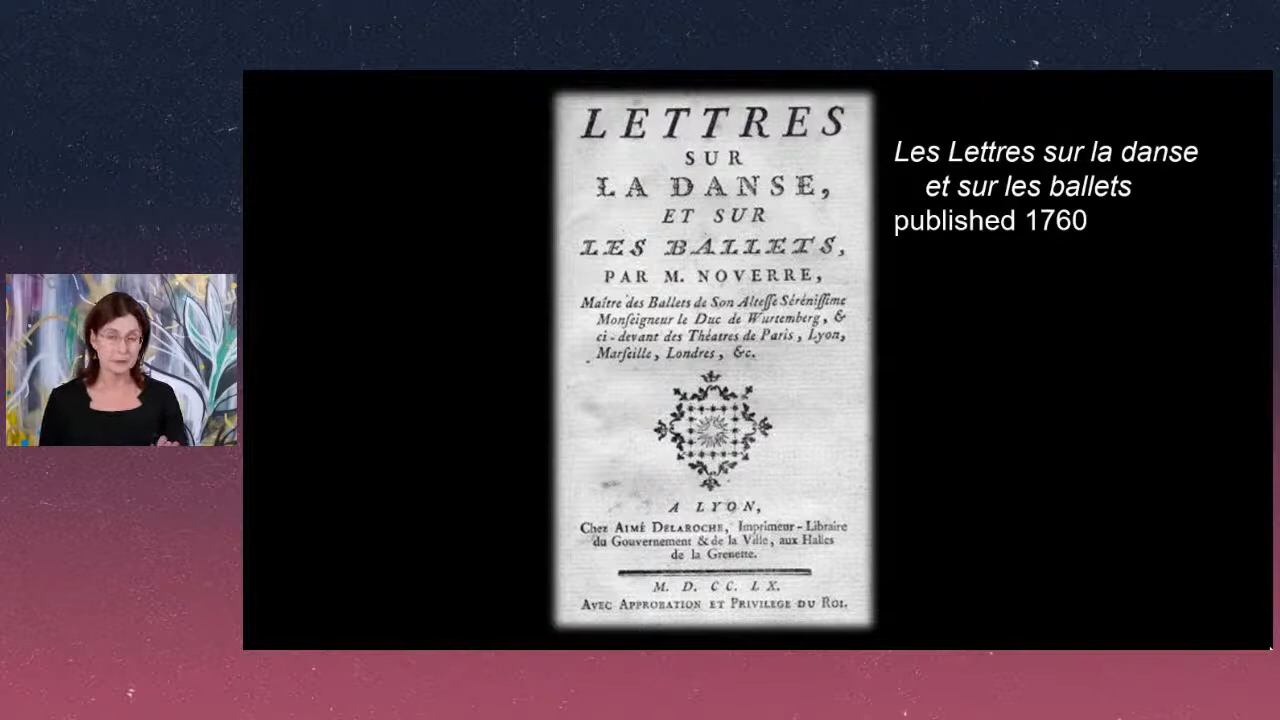 LETTRES
SUR
LA DANSE,
ET SUR
LES BALLETS,
PAR M. NOVERRE,
Maître des Ballets de Son Alteſſe Séréniſſime
Monſeigneur le Duc de Wurtemberg, &
ci-devant des Théatres de Paris, Lyon,
Marſeille, Londres, &c.
A LYON,
Chez AIMÉ DELAROCHE, Imprimeur-Libraire
du Gouvernement & de la Ville, aux Halles
de la Grenette.
M. D. CC. LX.
AVEC APPROBATION ET PRIVILEGE DU ROI.
Les Lettres sur la danse
et sur les ballets
published 1760